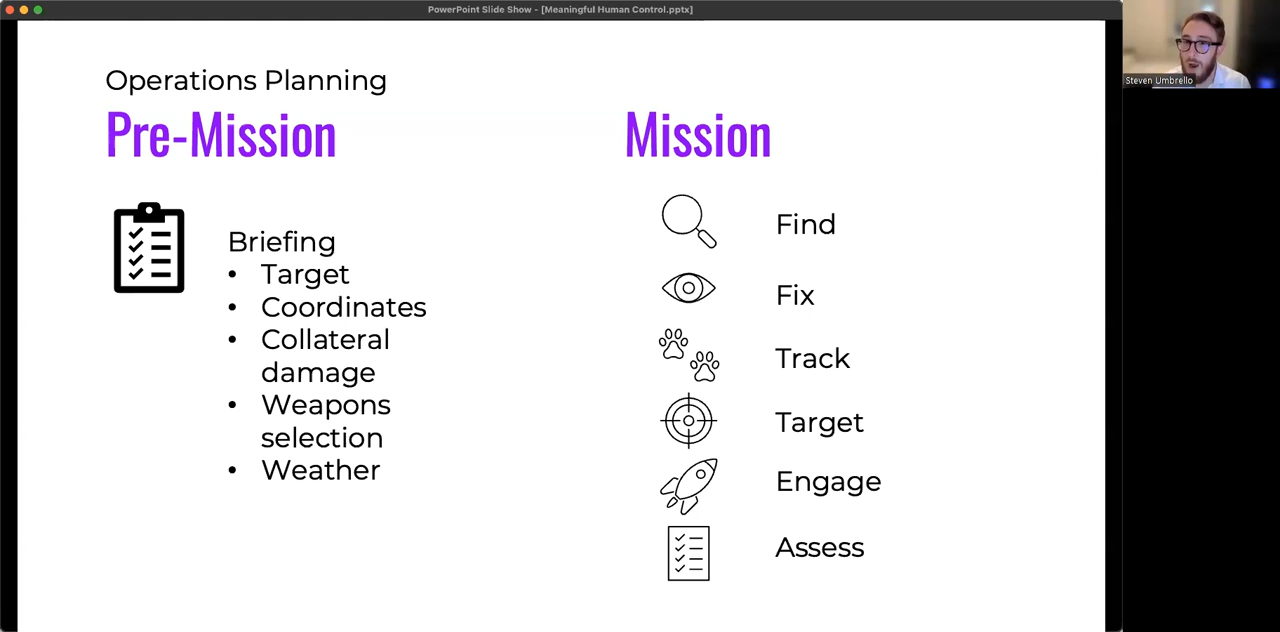 PowerPoint Slide Show - [Meaningful Human Control.pptx]
Steven Umbrello
Operations Planning
Pre-Mission
Briefing
• Target
• Coordinates
• Collateral
damage
• Weapons
selection
• Weather
Mission
Find
Fix
Track
Target
Engage
Assess